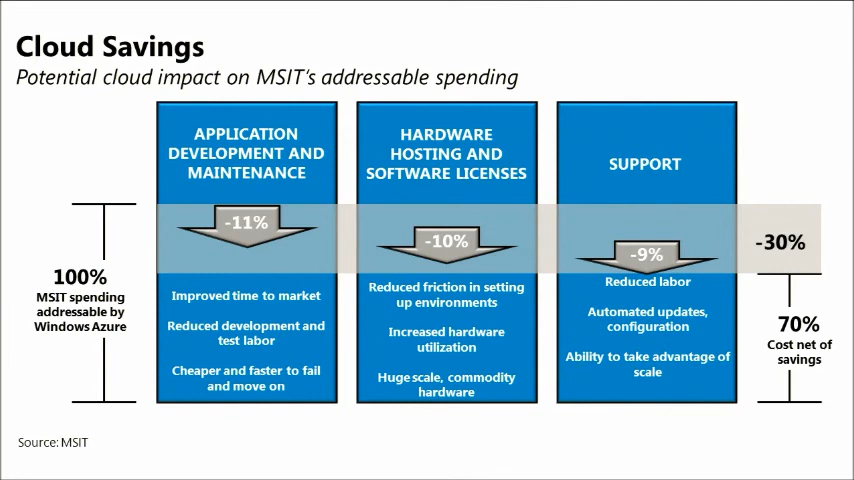 Cloud Savings
Potential cloud impact on MSIT's addressable spending
APPLICATION
DEVELOPMENT AND
MAINTENANCE
-11%
Improved time to market
Reduced development and
test labor
Cheaper and faster to fail
and move on
HARDWARE
HOSTING AND
SOFTWARE LICENSES
-10%
Reduced friction in setting
up environments
Increased hardware
utilization
Huge scale, commodity
hardware
SUPPORT
-9%
Reduced labor
Automated updates,
configuration
Ability to take advantage of
scale
100%
MSIT spending
addressable by
Windows Azure
-30%
70%
Cost net of
savings
Source: MSIT